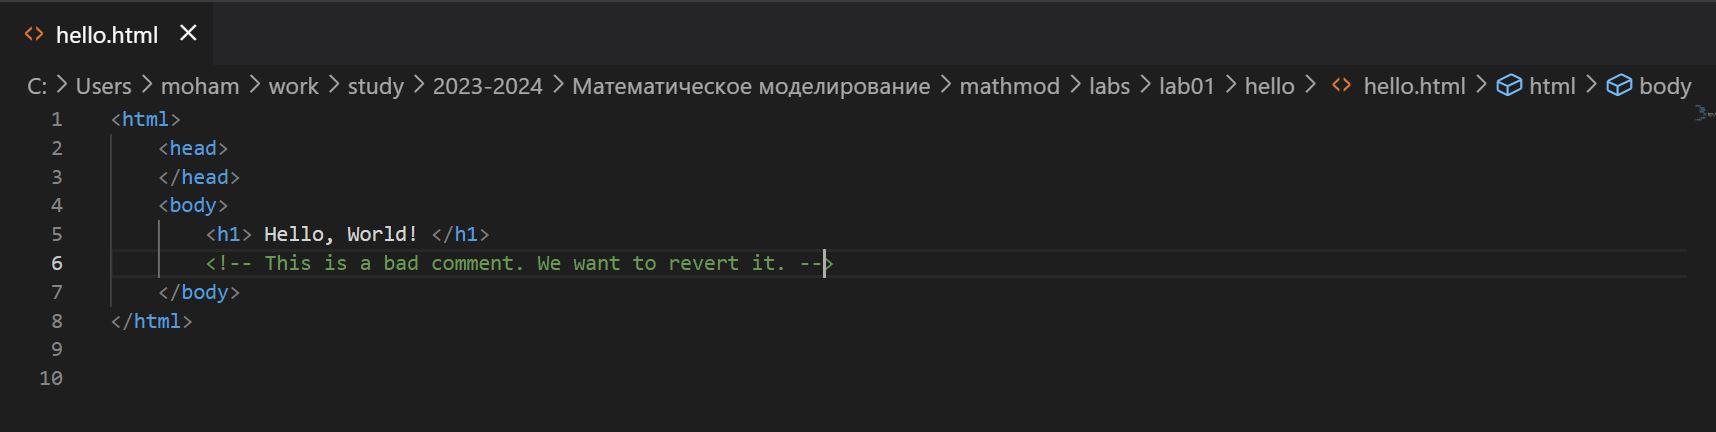 hello.html
C: > Users > moham > work > study > 2023-2024 > Математическое моделирование > mathmod > labs > lab01 > hello > hello.html > html > body
1 <html>
2 <head>
3 </head>
4 <body>
5 <h1> Hello, World! </h1>
6 <!-- This is a bad comment. We want to revert it. -->
7 </body>
8 </html>
9
10